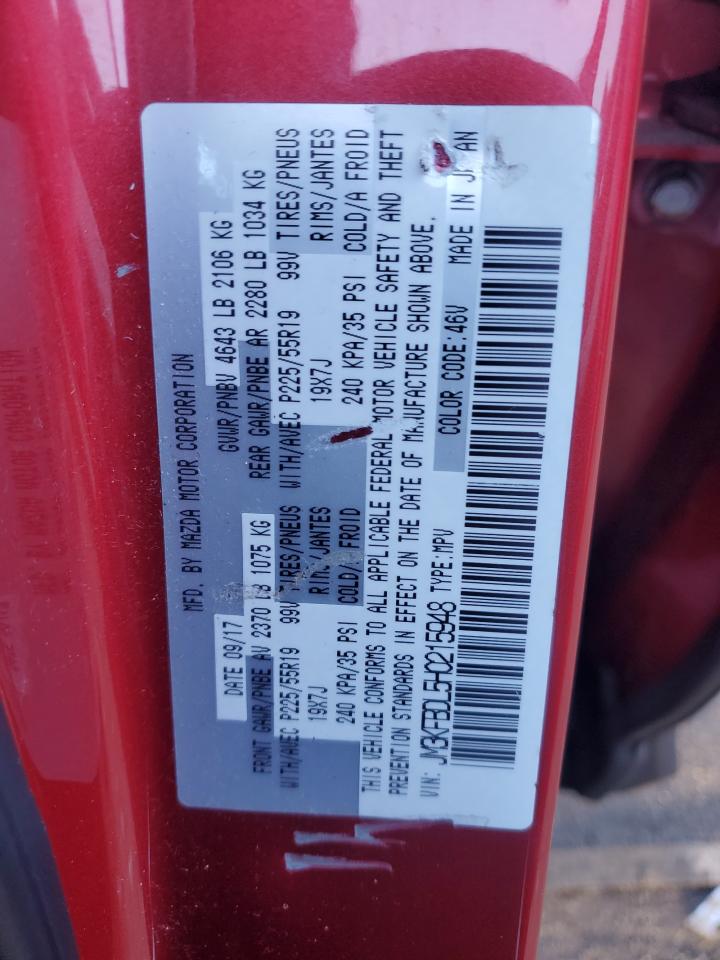 MFD. BY MAZDA MOTOR CORPORATION
DATE 09/17 GVWR/PNBV 4643 LB 2106 KG
FRONT GAWR/PNBE AV 2370 LB 1075 KG REAR GAWR/PNBE AR 2280 LB 1034 KG
WITH/AVEC P225/55R19 99V TIRES/PNEUS WITH/AVEC P225/55R19 99V TIRES/PNEUS
19X7J RIMS/JANTES 19X7J RIMS/JANTES
240 KPA/35 PSI COLD/A FROID 240 KPA/35 PSI COLD/A FROID
THIS VEHICLE CONFORMS TO ALL APPLICABLE FEDERAL MOTOR VEHICLE SAFETY AND THEFT
PREVENTION STANDARDS IN EFFECT ON THE DATE OF MANUFACTURE SHOWN ABOVE.
VIN: JM3KFBDL5H0215948 TYPE:MPV COLOR CODE:46V MADE IN JAPAN